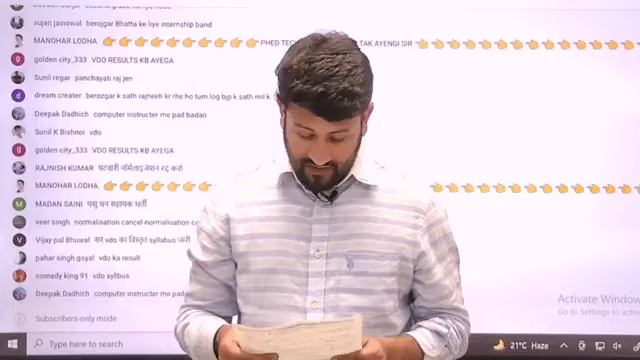 sujan jainowal berojgar Bhatta ke liye internship band
MANOHAR LODHA 👉👉👉👉👉👉👉👉 PHED TEC TAK AYENGI SIR 👉👉👉👉👉👉👉👉👉👉👉👉👉👉
golden city_333 VDO RESULTS KB AYEGA
Sunil regar panchayati raj jen
dream creater berozgar k sath rajneeti kr rhe ho tum log bjp k sath mil k
Deepak Dadhich computer instructer me pad badao
Sunil K Bishnoi vdo
golden city_333 VDO RESULTS KB AYEGA
RAJNISH KUMAR पटवारी नॉर्मलाइजेशन रद्द करो
MANOHAR LODHA 👉👉👉👉👉👉👉 👉👉👉👉👉👉👉👉👉👉👉👉👉👉
MADAN SAINI पशु धन सहायक भर्ती
veer singh normalisation cancel normalisation ca
Vijay pal Bhuwal सर vdo का विस्तृत syllabus जारी
pahar singh goyal vdo ka result
comedy king 91 vdo syllbus
Deepak Dadhich computer instructer me pad
Subscribers-only mode
Activate Window
Go to Settings to activ
Type here to search
21°C Haze